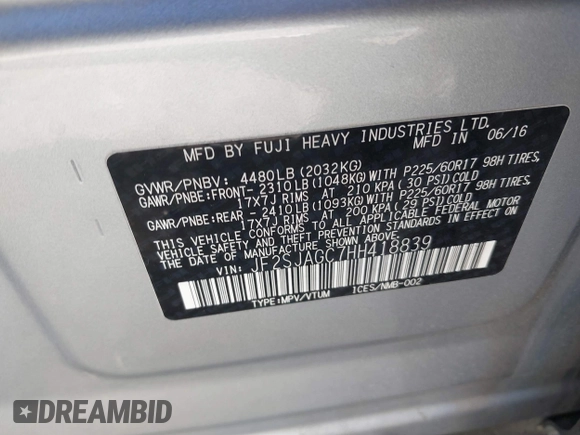 MFD BY FUJI HEAVY INDUSTRIES LTD.
MFD IN 06/16
GVWR/PNBV: 4480LB(2032KG)
GAWR/PNBE:FRONT- 2310LB(1048KG)WITH P225/60R17 98H TIRES,
17X7J RIMS AT 210 KPA(30 PSI)COLD
GAWR/PNBE:REAR -2410LB(1093KG)WITH P225/60R17 98H TIRES,
17X7J RIMS AT 200 KPA(29 PSI)COLD
THIS VEHICLE CONFORMS TO ALL APPLICABLE FEDERAL MOTOR
VEHICLE SAFETY STANDARDS IN EFFECT ON THE
DATE OF MANUFACTURE SHOWN ABOVE.
VIN: JF2SJAGC7HH418839
TYPE:MPV/VTUM ICES/NMB-002
DREAMBID